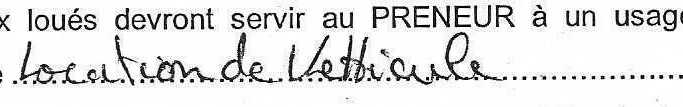 x loués devront servir au PRENEUR à un usage
Location de Vehicule